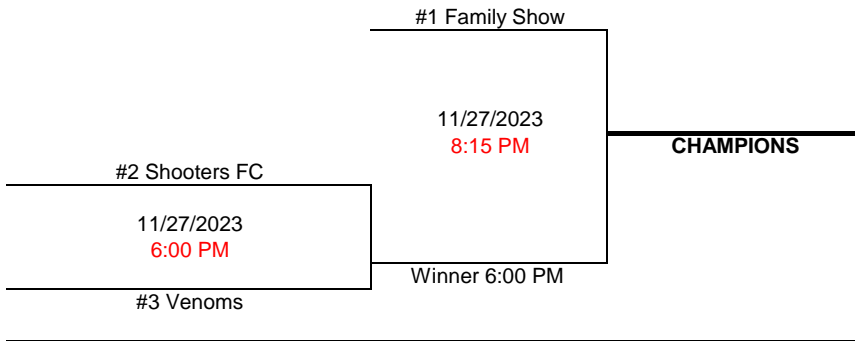 #1 Family Show
11/27/2023
8:15 PM
CHAMPIONS
#2 Shooters FC
11/27/2023
6:00 PM
Winner 6:00 PM
#3 Venoms